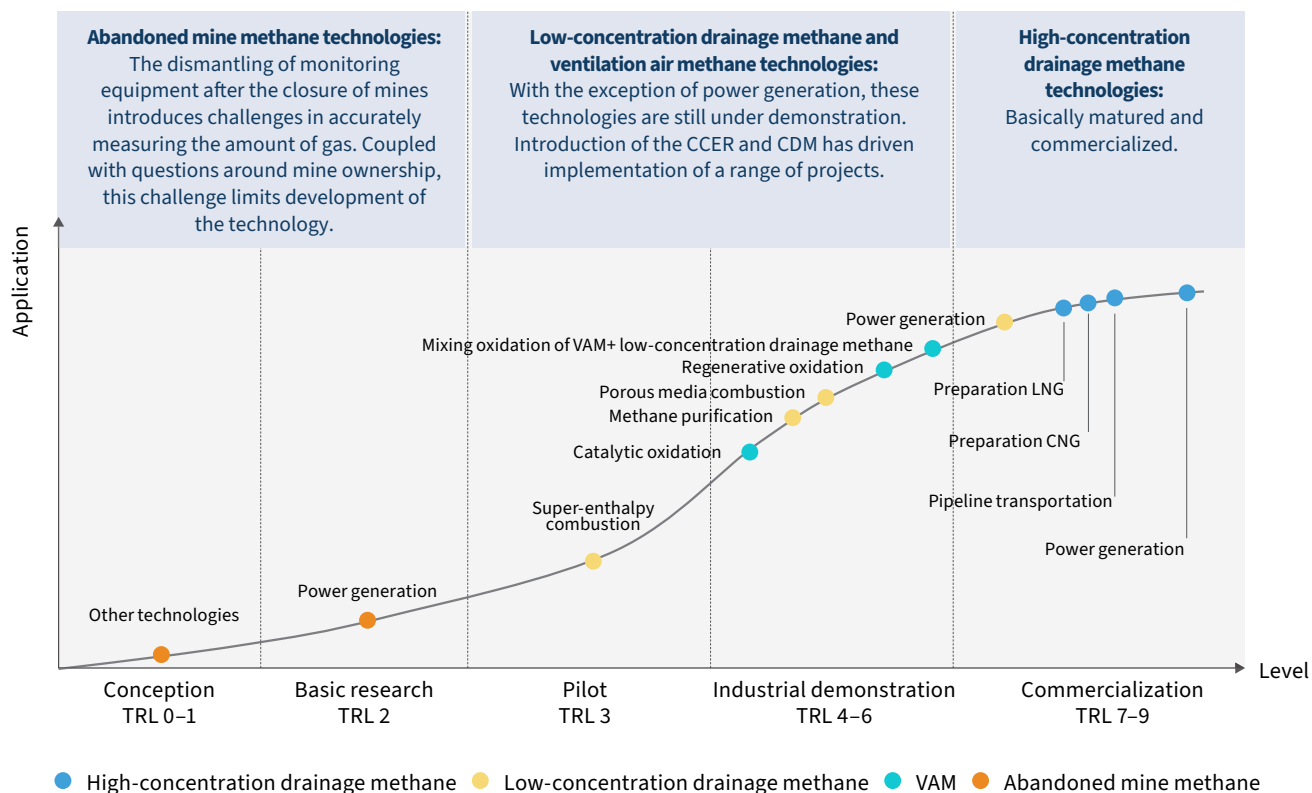 Abandoned mine methane technologies:
The dismantling of monitoring
equipment after the closure of mines
introduces challenges in accurately
measuring the amount of gas. Coupled
with questions around mine ownership,
this challenge limits development of
the technology.
Low-concentration drainage methane and
ventilation air methane technologies:
With the exception of power generation, these
technologies are still under demonstration.
Introduction of the CCER and CDM has driven
implementation of a range of projects.
High-concentration
drainage methane
technologies:
Basically matured and
commercialized.
Application
Power generation
Mixing oxidation of VAM+ low-concentration drainage methane
Regenerative oxidation
Porous media combustion
Methane purification
Catalytic oxidation
Super-enthalpy
combustion
Power generation
Other technologies
Preparation LNG
Preparation CNG
Pipeline transportation
Power generation
Level
Conception
TRL 0–1
Basic research
TRL 2
Pilot
TRL 3
Industrial demonstration
TRL 4–6
Commercialization
TRL 7–9
High-concentration drainage methane
Low-concentration drainage methane
VAM
Abandoned mine methane